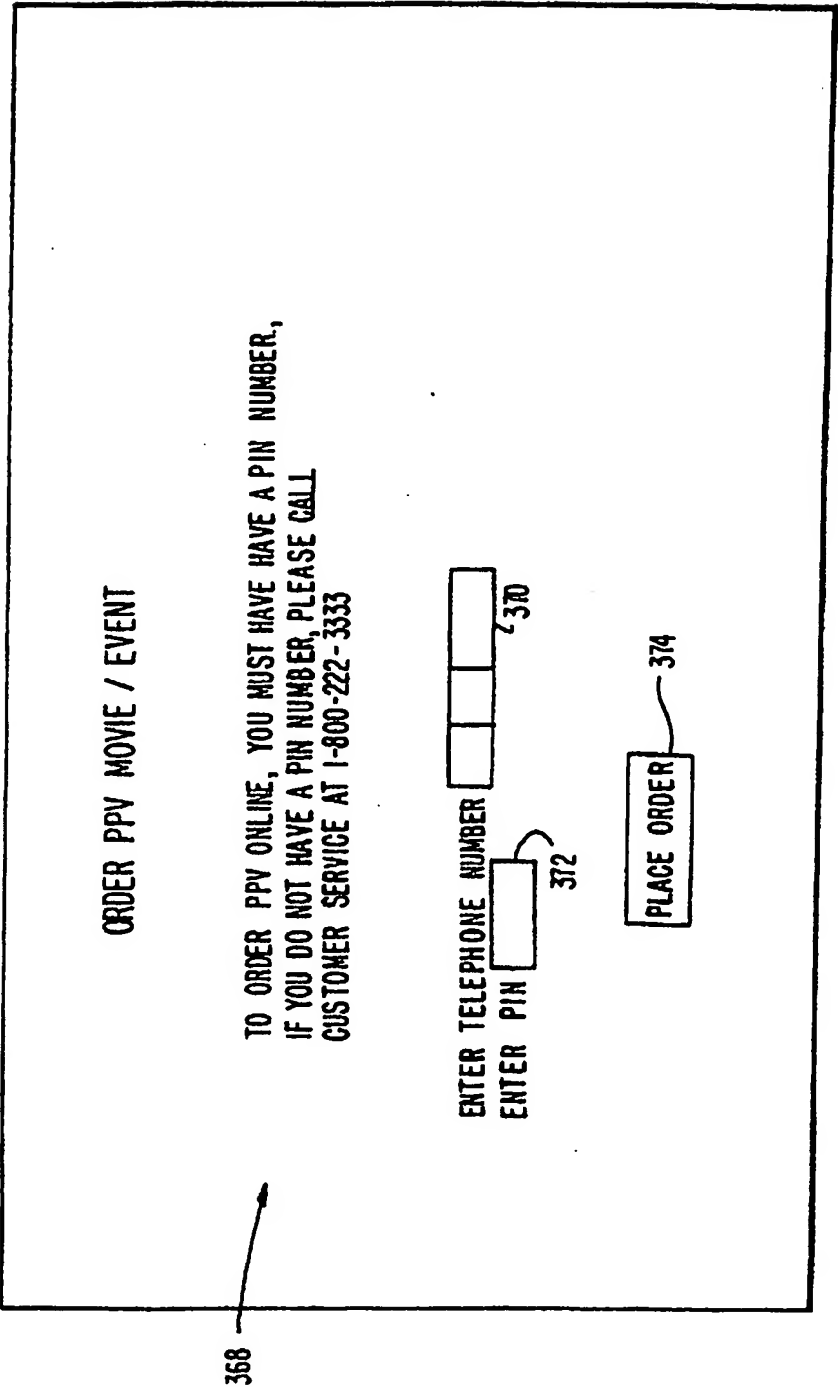 ORDER PPV MOVIE / EVENT
TO ORDER PPV ONLINE, YOU MUST HAVE HAVE A PIN NUMBER.,
IF YOU DO NOT HAVE A PIN NUMBER, PLEASE CALL
CUSTOMER SERVICE AT 1-800-222-3333
ENTER TELEPHONE NUMBER
370
ENTER PIN
372
PLACE ORDER
374
368